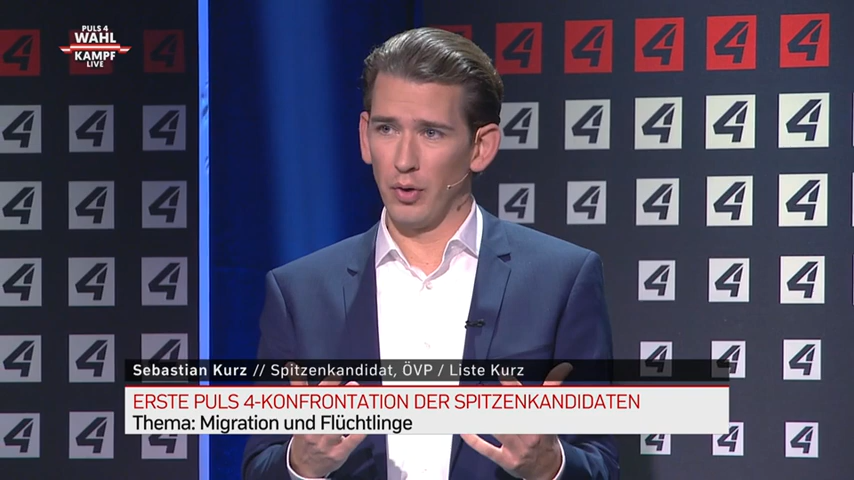 PULS 4
WAHL
KAMPF
LIVE
Sebastian Kurz // Spitzenkandidat, ÖVP / Liste Kurz
ERSTE PULS 4-KONFRONTATION DER SPITZENKANDIDATEN
Thema: Migration und Flüchtlinge